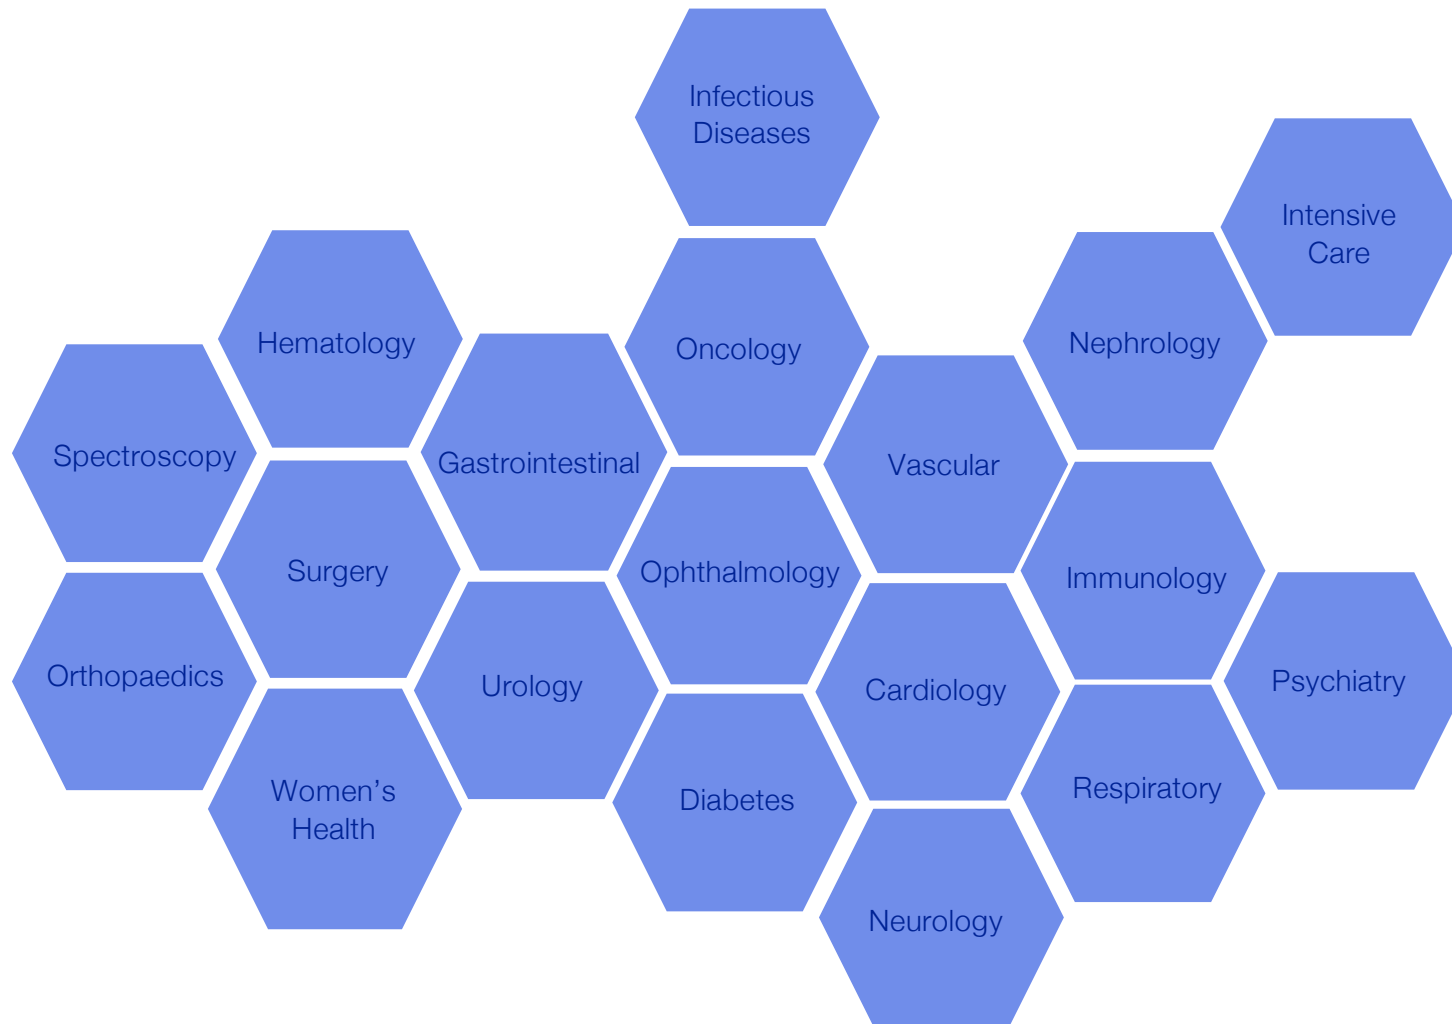 Infectious
Diseases
Intensive
Care
Hematology
Oncology
Nephrology
Spectroscopy
Gastrointestinal
Vascular
Surgery
Ophthalmology
Immunology
Orthopaedics
Urology
Cardiology
Psychiatry
Women’s
Health
Diabetes
Respiratory
Neurology